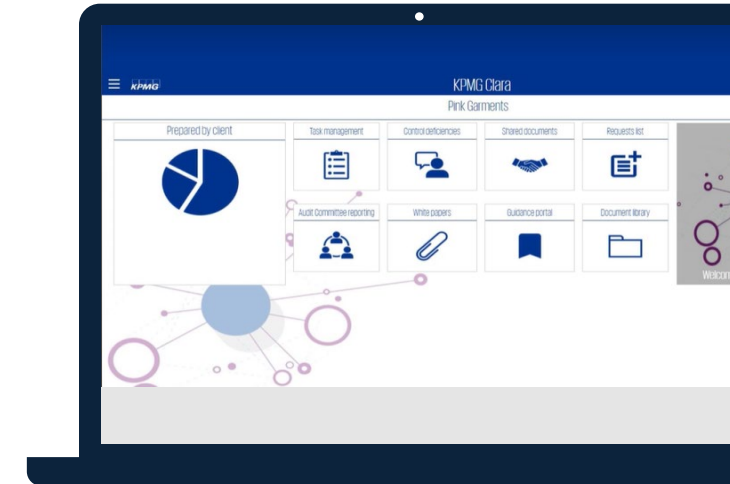 KPMG
KPMG Clara
Pink Garments
Prepared by client
Task management
Control deficiencies
Shared documents
Requests list
Audit Committee reporting
White papers
Guidance portal
Document library
Welcom